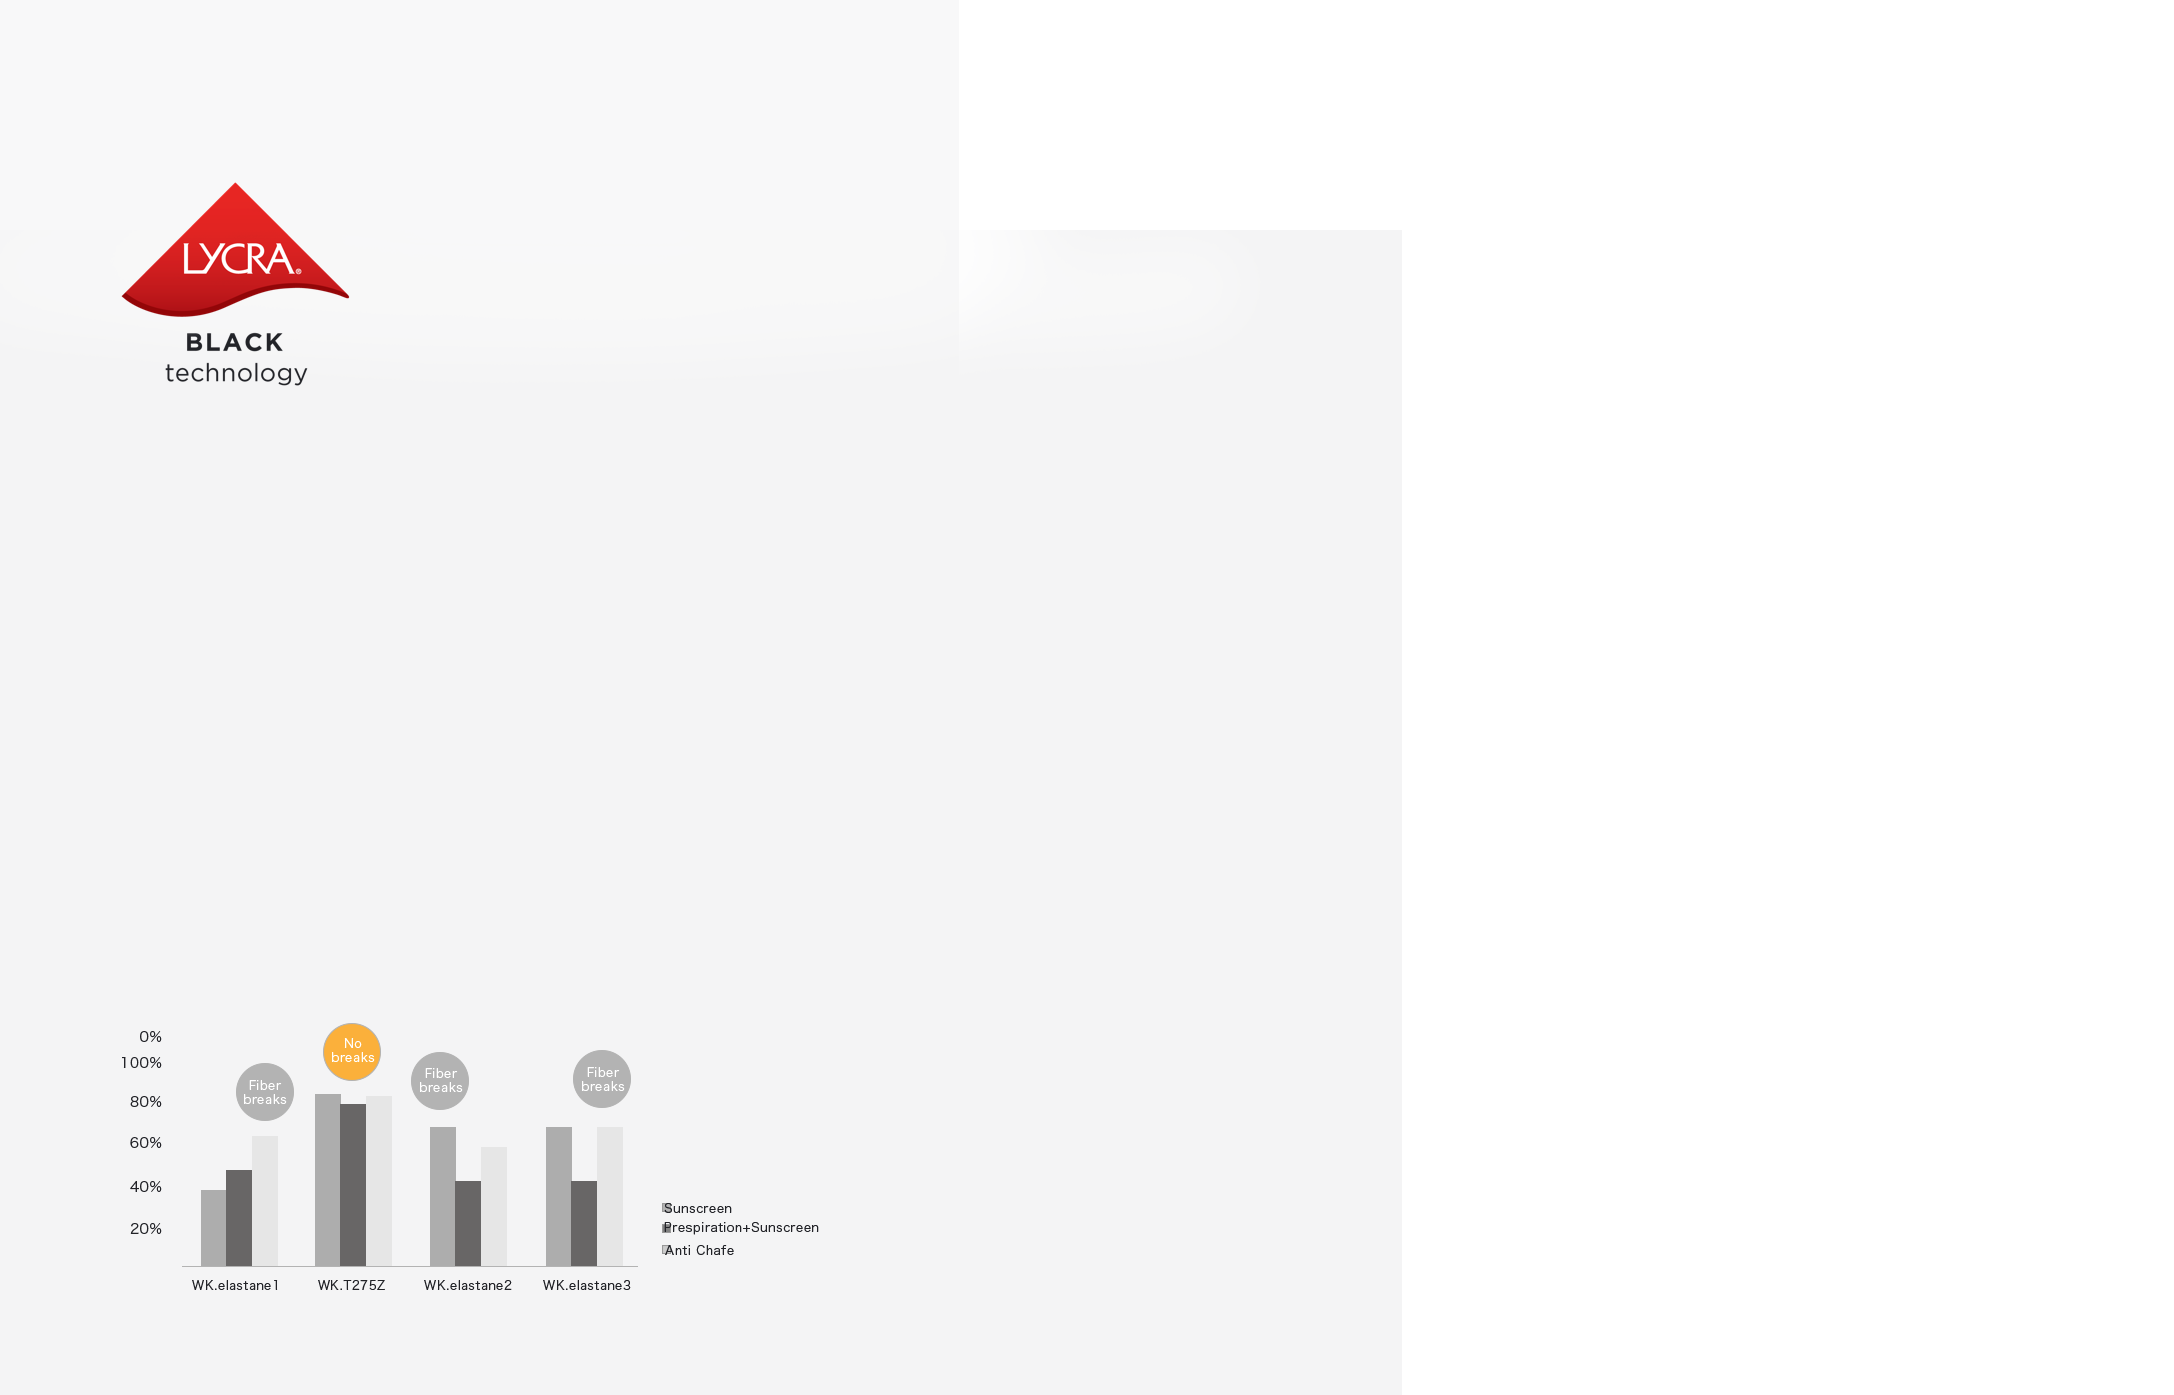 LYCRA®
BLACK
technology
0%
100%
80%
60%
40%
20%
Fiber
breaks
No
breaks
Fiber
breaks
Fiber
breaks
Sunscreen
Prespiration+Sunscreen
Anti Chafe
WK.elastane1
WK.T275Z
WK.elastane2
WK.elastane3